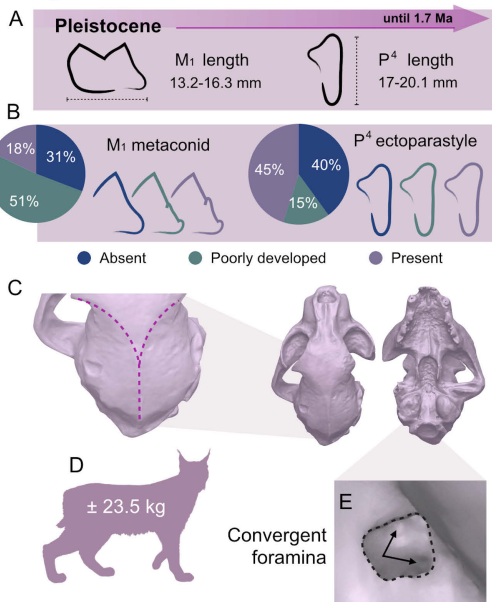 A
Pleistocene
until 1.7 Ma
M₁ length
13.2-16.3 mm
P⁴ length
17-20.1 mm
B
18%
31%
51%
M₁ metaconid
45%
40%
15%
P⁴ ectoparastyle
Absent
Poorly developed
Present
C
D
± 23.5 kg
E
Convergent
foramina